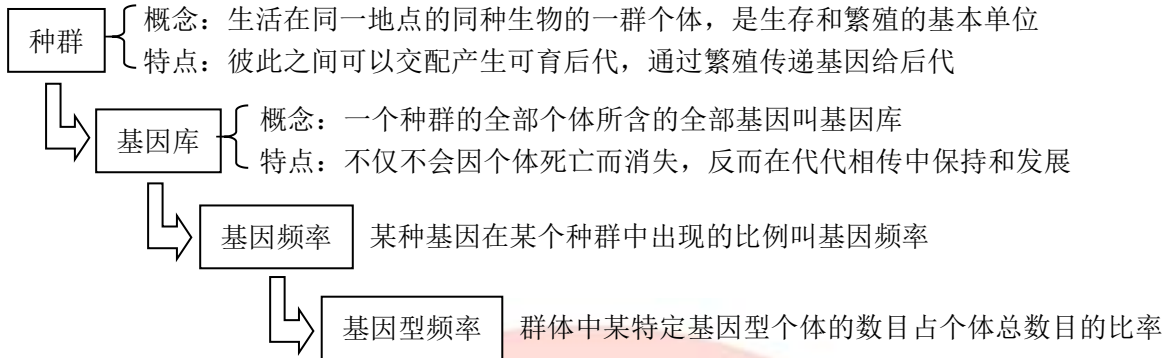 种群
概念：生活在同一地点的同种生物的一群个体，是生存和繁殖的基本单位
特点：彼此之间可以交配产生可育后代，通过繁殖传递基因给后代
基因库
概念：一个种群的全部个体所含的全部基因叫基因库
特点：不仅不会因个体死亡而消失，反而在代代相传中保持和发展
基因频率 某种基因在某个种群中出现的比例叫基因频率
基因型频率 群体中某特定基因型个体的数目占个体总数目的比率